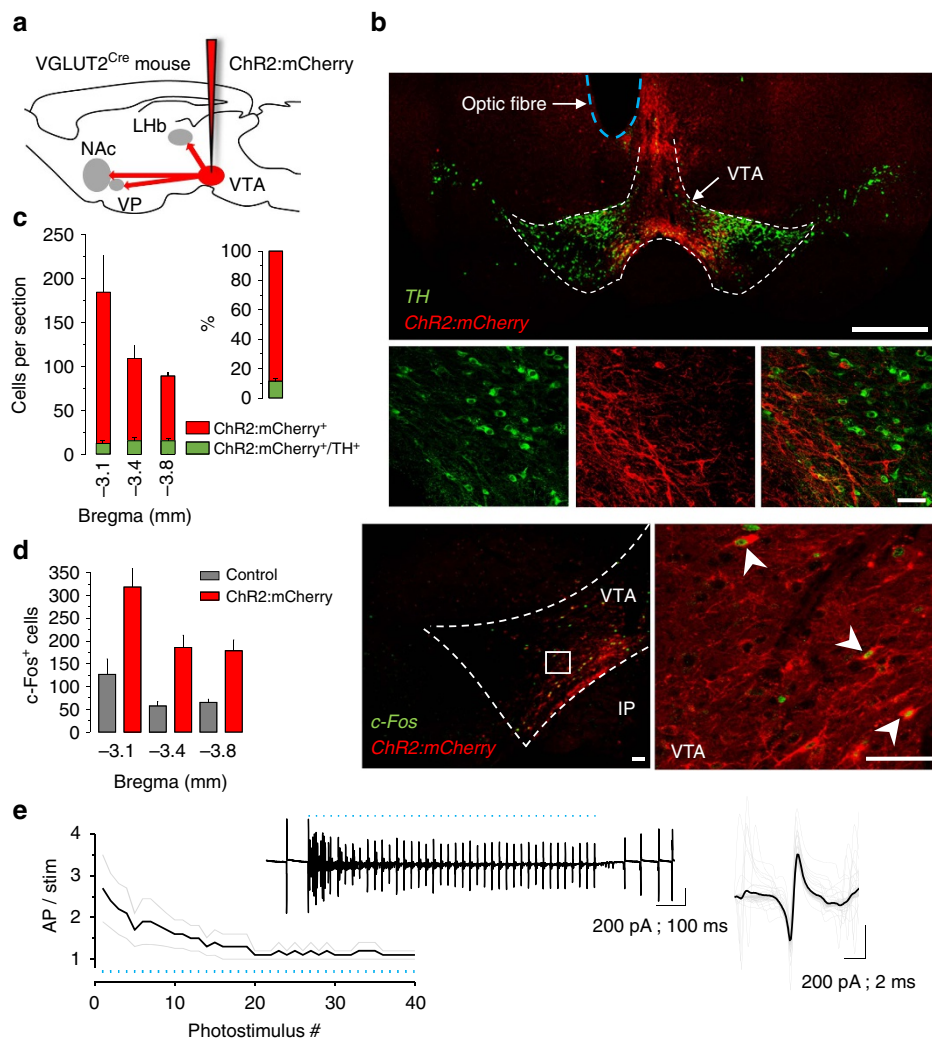 a
VGLUT2Cre mouse
ChR2:mCherry
LHb
NAc
VP
VTA
b
Optic fibre
VTA
TH
ChR2:mCherry
c
250
200
150
100
50
0
Cells per section
–3.1
–3.4
–3.8
Bregma (mm)
100
80
60
40
20
0
%
ChR2:mCherry+
ChR2:mCherry+/TH+
d
350
300
250
200
150
100
50
0
c-Fos+ cells
Control
ChR2:mCherry
–3.1
–3.4
–3.8
Bregma (mm)
VTA
IP
c-Fos
ChR2:mCherry
VTA
e
4
3
2
1
AP / stim
0
10
20
30
40
Photostimulus #
200 pA ; 100 ms
200 pA ; 2 ms